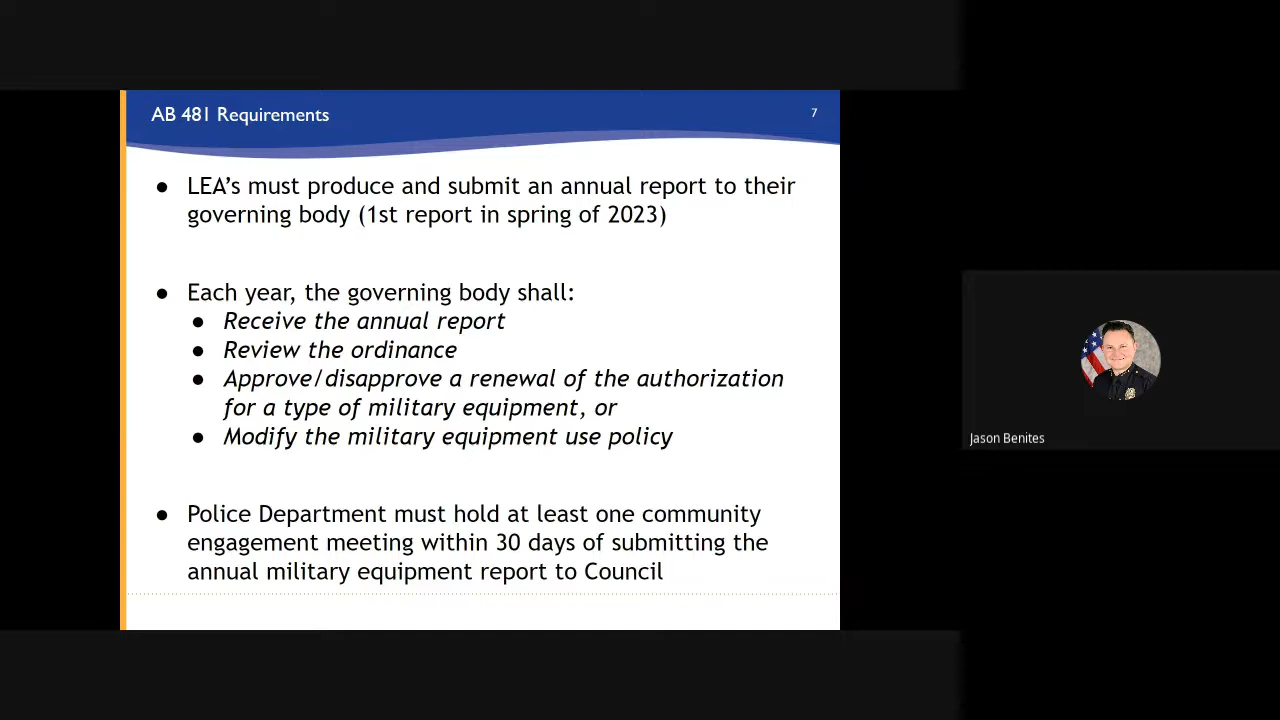 AB 481 Requirements
7
● LEA’s must produce and submit an annual report to their
governing body (1st report in spring of 2023)
● Each year, the governing body shall:
● Receive the annual report
● Review the ordinance
● Approve/disapprove a renewal of the authorization
for a type of military equipment, or
● Modify the military equipment use policy
● Police Department must hold at least one community
engagement meeting within 30 days of submitting the
annual military equipment report to Council
Jason Benites